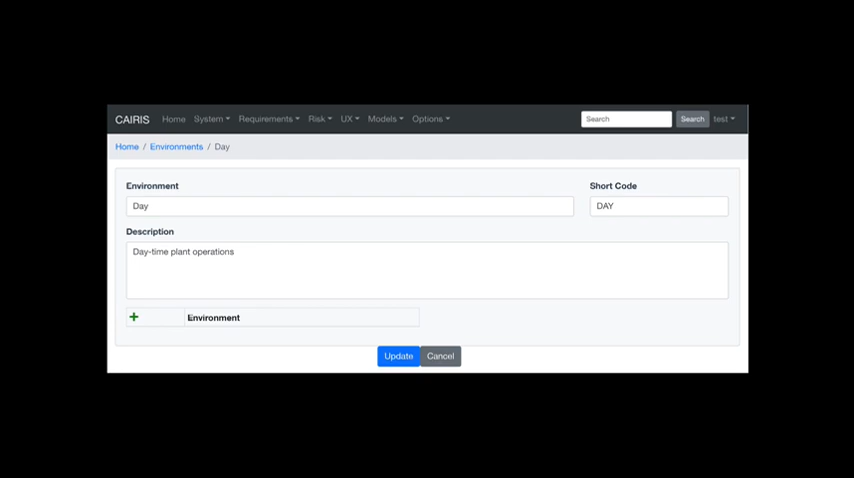 CAIRIS Home System Requirements Risk UX Models Options Search Search test
Home / Environments / Day
Environment Short Code
Day DAY
Description
Day-time plant operations
Environment
Update Cancel